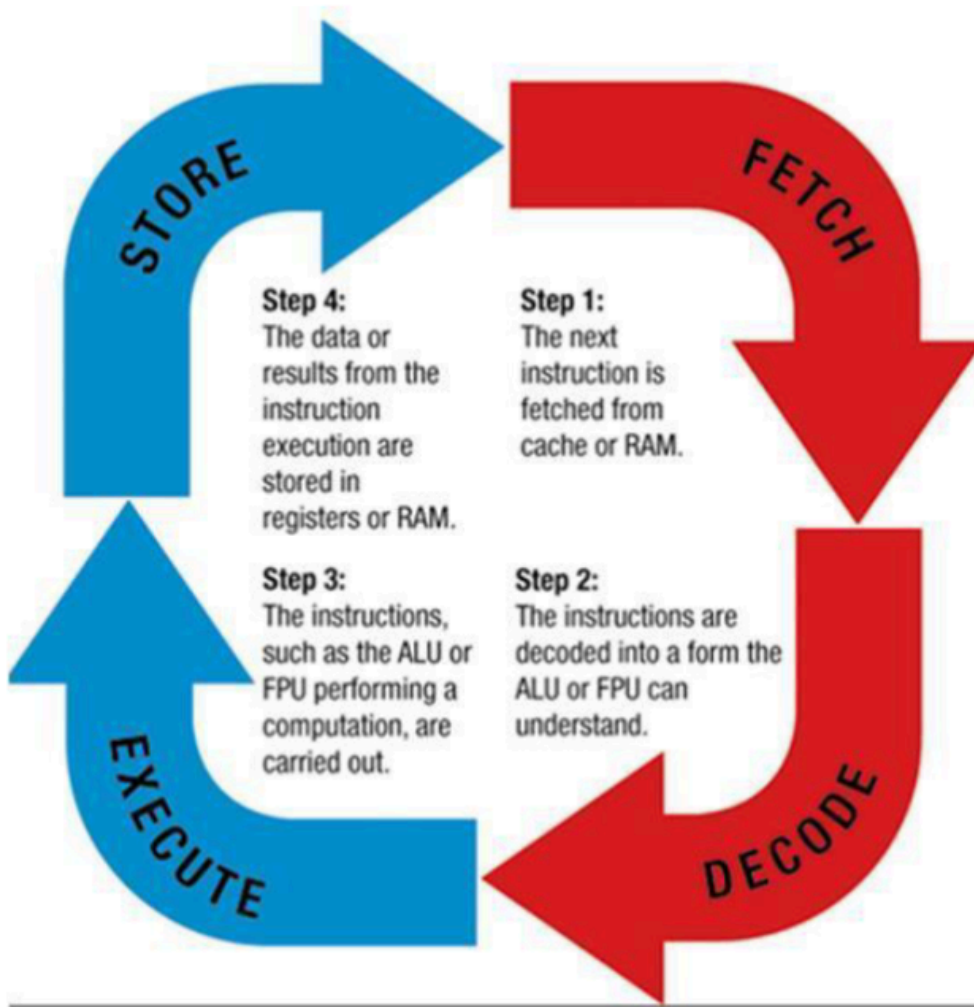 STORE
FETCH
Step 4:
The data or
results from the
instruction
execution are
stored in
registers or RAM.
Step 1:
The next
instruction is
fetched from
cache or RAM.
Step 3:
The instructions,
such as the ALU or
FPU performing a
computation, are
carried out.
Step 2:
The instructions are
decoded into a form the
ALU or FPU can
understand.
EXECUTE
DECODE